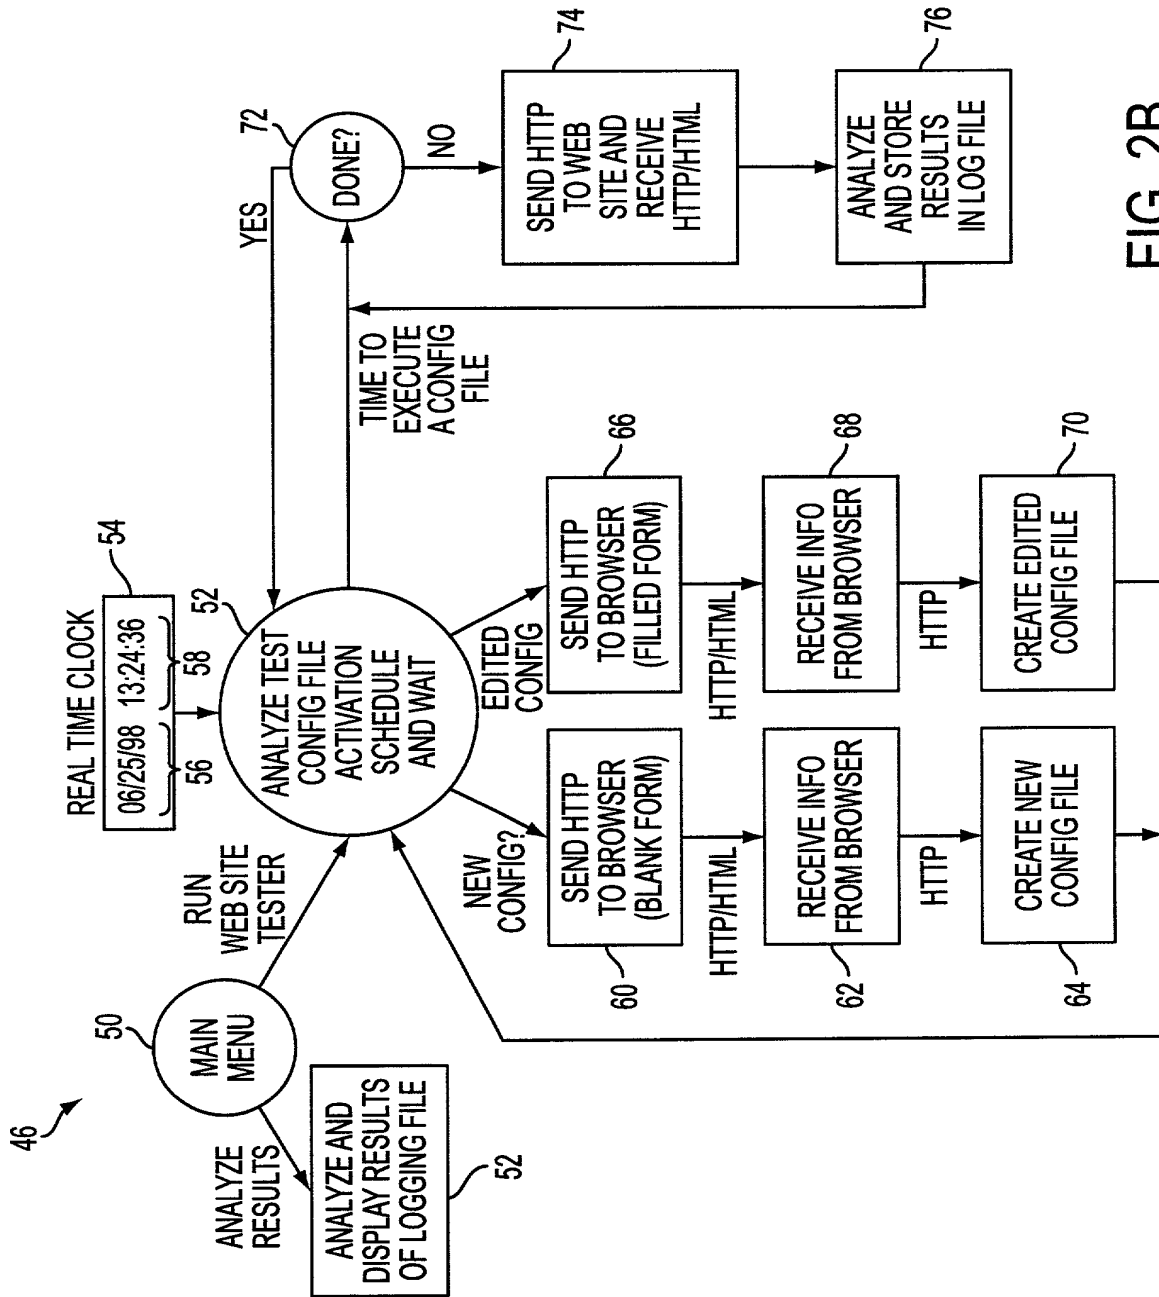 46
50
MAIN
MENU
ANALYZE
RESULTS
ANALYZE AND
DISPLAY RESULTS
OF LOGGING FILE
52
RUN
WEB SITE
TESTER
REAL TIME CLOCK
54
06/25/98 13:24:36
56 58
52
ANALYZE TEST
CONFIG FILE
ACTIVATION
SCHEDULE
AND WAIT
NEW
CONFIG?
SEND HTTP
TO BROWSER
(BLANK FORM)
60
HTTP/HTML
RECEIVE INFO
FROM BROWSER
62
HTTP
CREATE NEW
CONFIG FILE
64
EDITED
CONFIG
SEND HTTP
TO BROWSER
(FILLED FORM)
66
HTTP/HTML
RECEIVE INFO
FROM BROWSER
68
HTTP
CREATE EDITED
CONFIG FILE
70
TIME TO
EXECUTE
A CONFIG
FILE
YES
72
DONE?
NO
SEND HTTP
TO WEB
SITE AND
RECEIVE
HTTP/HTML
74
ANALYZE
AND STORE
RESULTS
IN LOG FILE
76
FIG. 2B